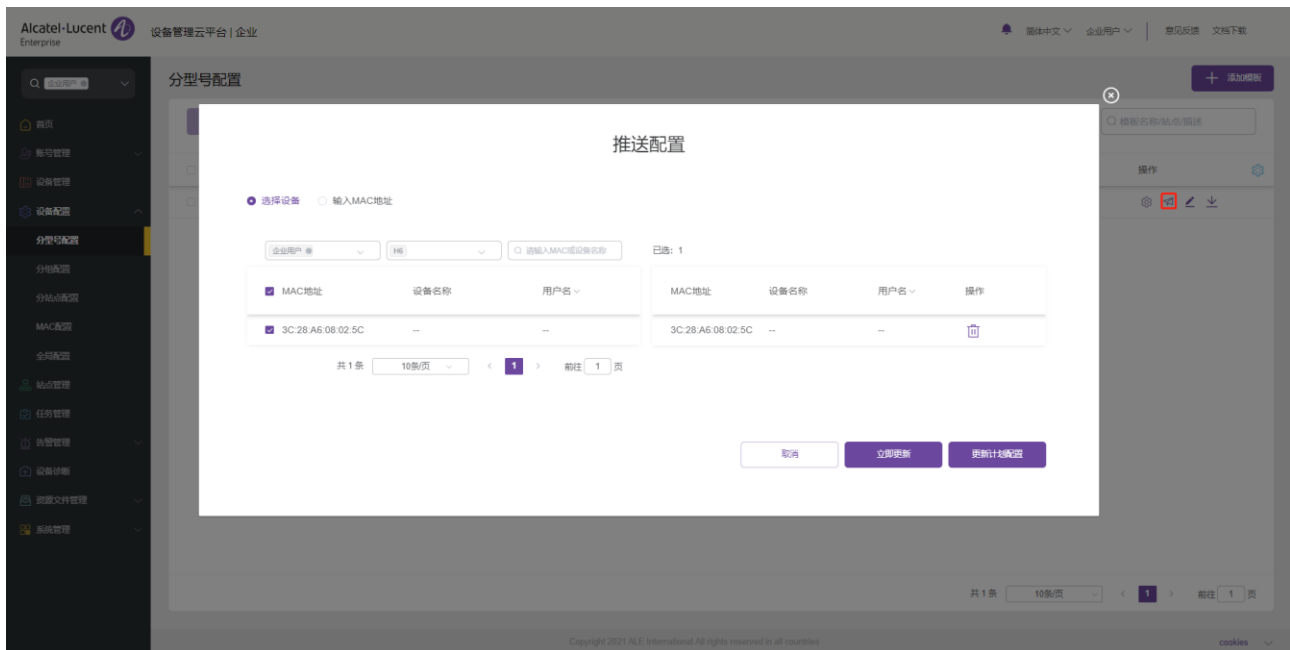 Alcatel·Lucent
Enterprise
设备管理云平台 | 企业
简体中文
企业用户
意见反馈
文档下载
企业用户
首页
账号管理
设备管理
设备配置
分型号配置
分组配置
分站点配置
MAC配置
全局配置
站点管理
任务管理
告警管理
设备诊断
资源文件管理
系统管理
分型号配置
添加模板
模板名称/站点/描述
操作
推送配置
选择设备
输入MAC地址
企业用户
H6
请输入MAC或设备名称
已选: 1
MAC地址 设备名称 用户名
3C:28:A6:08:02:5C -- --
MAC地址 设备名称 用户名 操作
3C:28:A6:08:02:5C -- --
共 1 条 10条/页 < 1 > 前往 1 页
取消
立即更新
更新计划配置
共 1 条 10条/页 < 1 > 前往 1 页
Copyright 2021 ALE International All rights reserved in all countries
cookies